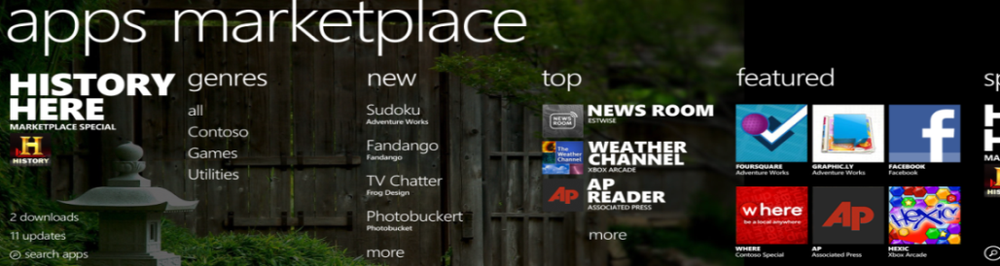 apps marketplace
HISTORY
HERE
MARKETPLACE SPECIAL
H
HISTORY
2 downloads
11 updates
search apps
genres
all
Contoso
Games
Utilities
new
Sudoku
Adventure Works
Fandango
Fandango
TV Chatter
Frog Design
Photobuckert
Photobucket
more
top
NEWS
ROOM
NEWS ROOM
ESTWISE
The
Weather
Channel
WEATHER
CHANNEL
XBOX ARCADE
AP
AP
READER
ASSOCIATED PRESS
more
featured
FOURSQUARE
Adventure Works
GRAPHIC.LY
Adventure Works
f
FACEBOOK
Facebook
where
be a local anywhere
WHERE
Contoso Special
AP
AP
Associated Press
HEXIC
HEXIC
Xbox Arcade
sp
H
H
MA